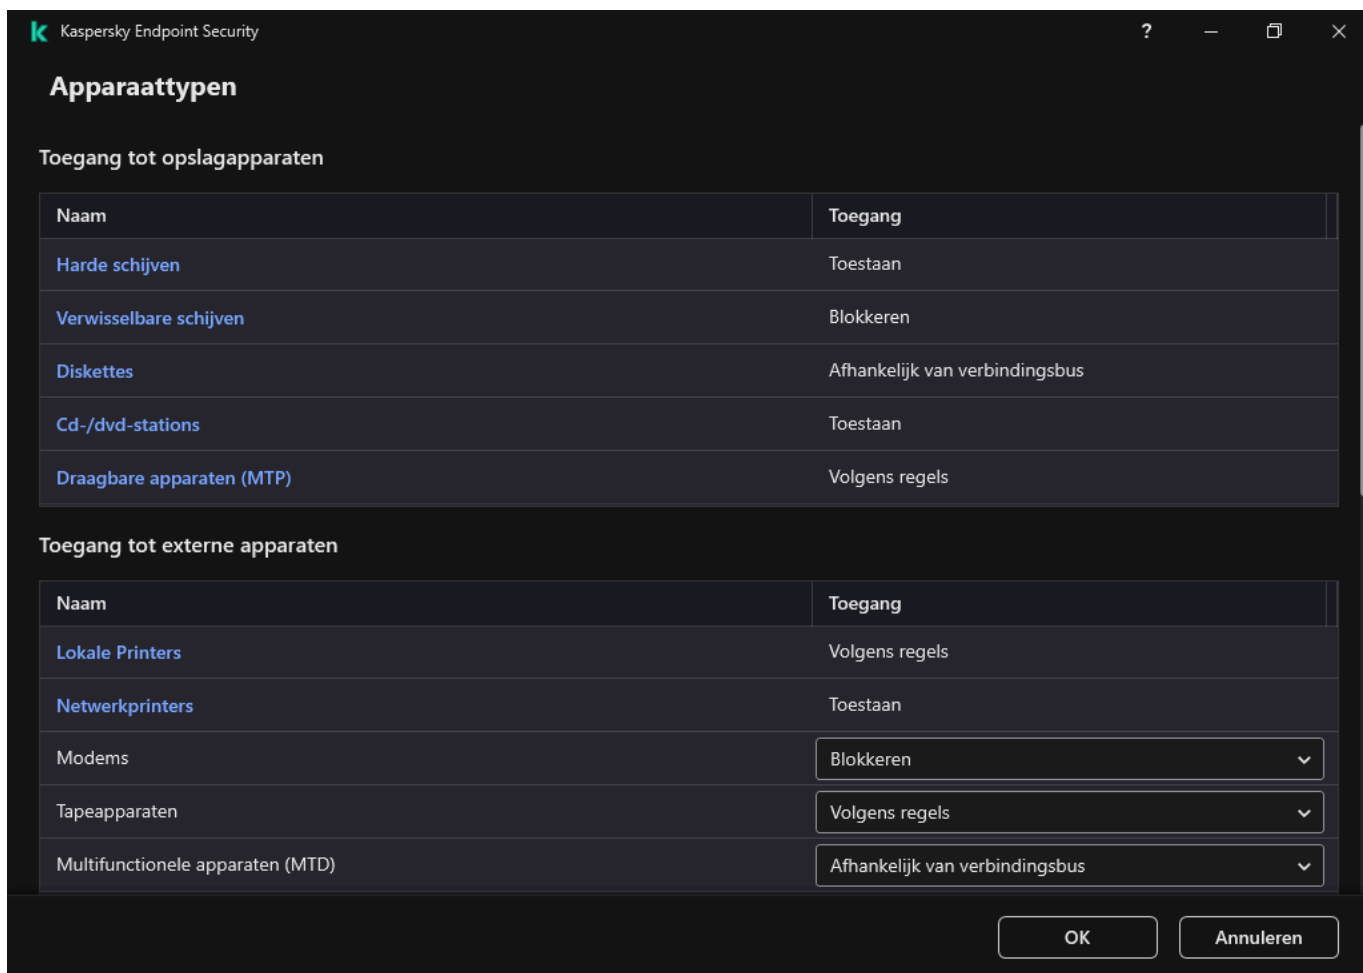 Kaspersky Endpoint Security
?
Apparaattypen
Toegang tot opslagapparaten
Naam Toegang
Harde schijven Toestaan
Verwisselbare schijven Blokkeren
Diskettes Afhankelijk van verbindingsbus
Cd-/dvd-stations Toestaan
Draagbare apparaten (MTP) Volgens regels
Toegang tot externe apparaten
Naam Toegang
Lokale Printers Volgens regels
Netwerkprinters Toestaan
Modems Blokkeren
Tapeapparaten Volgens regels
Multifunctionele apparaten (MTD) Afhankelijk van verbindingsbus
OK Annuleren